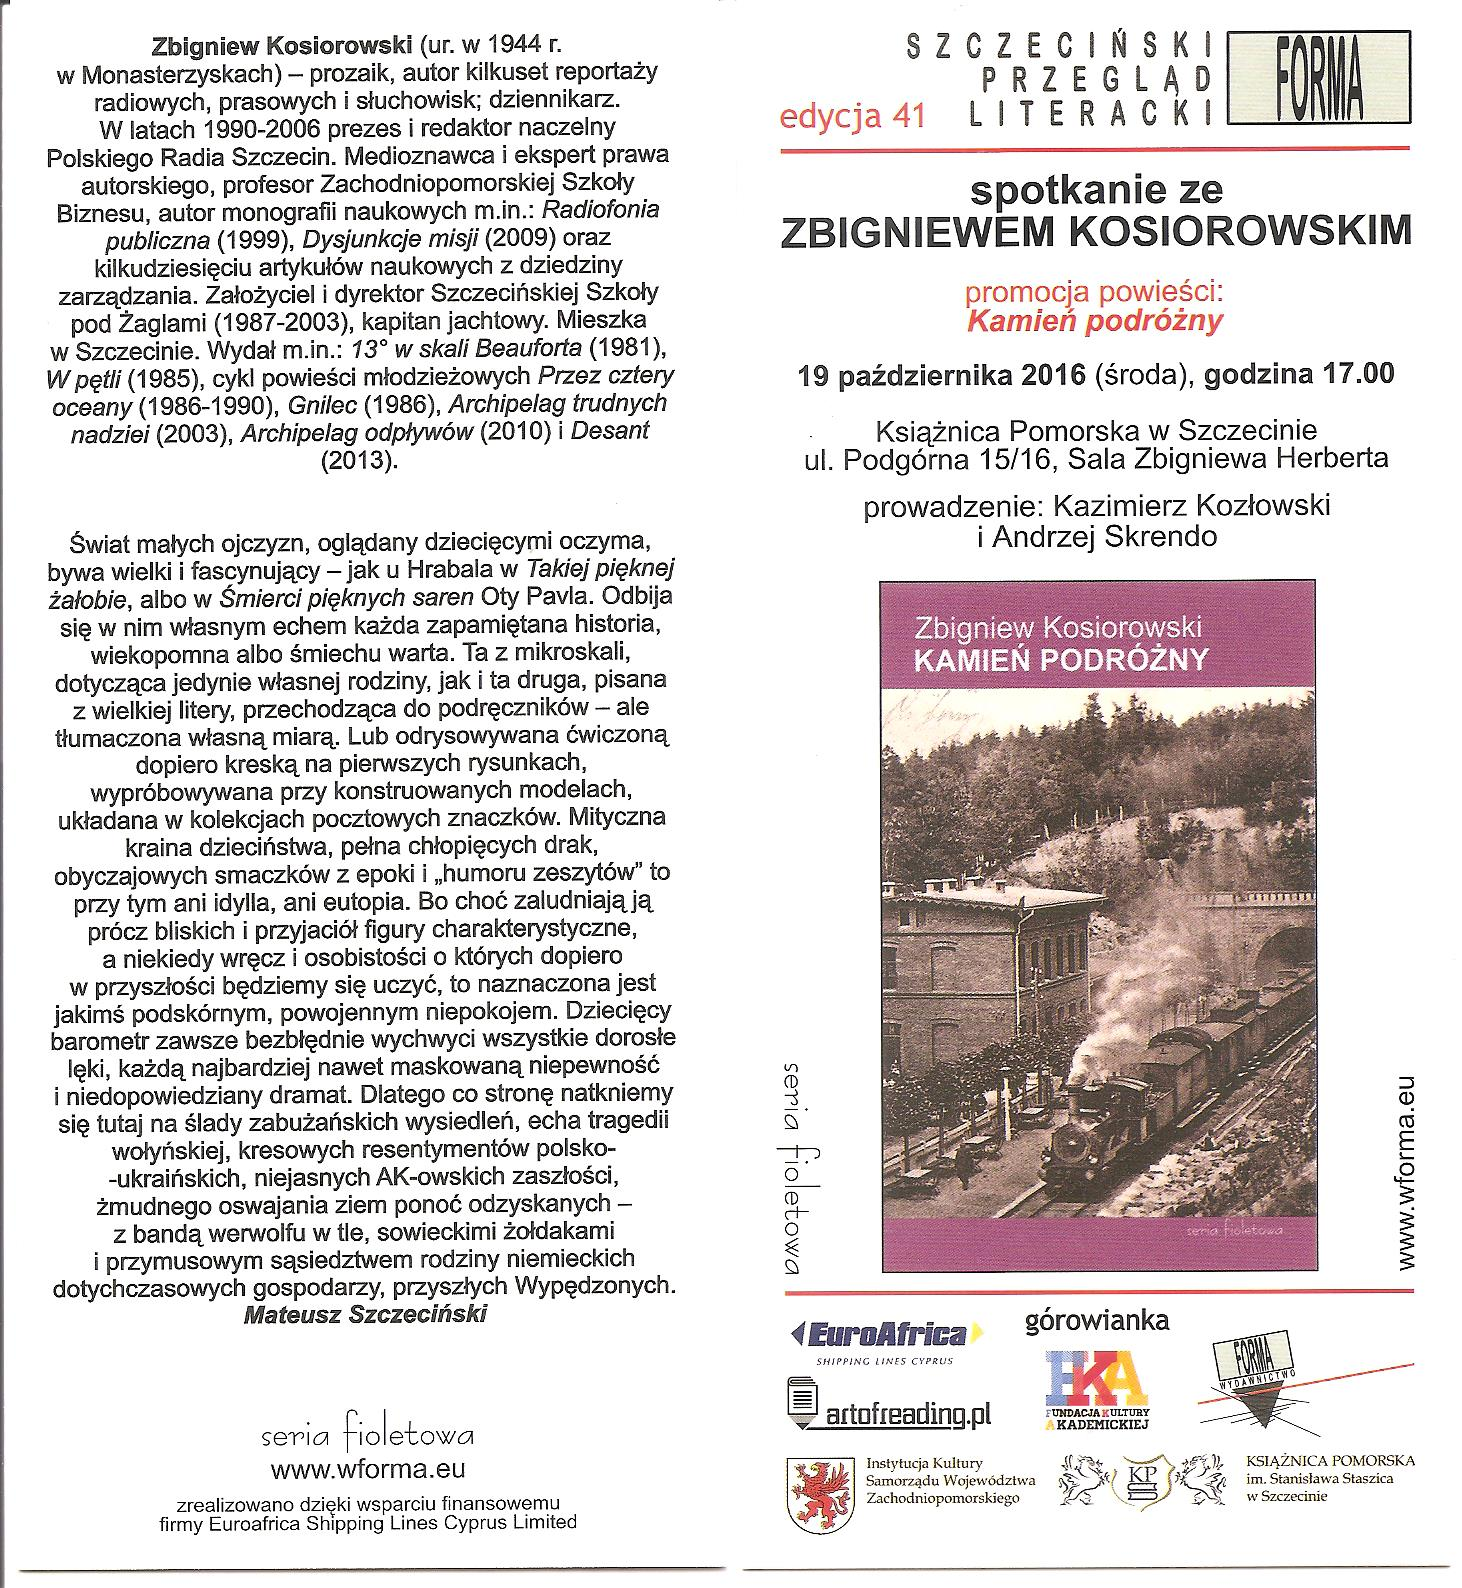 Zbigniew Kosiorowski (ur. w 1944 r.
w Monasterzyskach) – prozaik, autor kilkuset reportaży
radiowych, prasowych i słuchowisk; dziennikarz.
W latach 1990-2006 prezes i redaktor naczelny
Polskiego Radia Szczecin. Medioznawca i ekspert prawa
autorskiego, profesor Zachodniopomorskiej Szkoły
Biznesu, autor monografii naukowych m.in.: Radiofonia
publiczna (1999), Dysjunkcje misji (2009) oraz
kilkudziesięciu artykułów naukowych z dziedziny
zarządzania. Założyciel i dyrektor Szczecińskiej Szkoły
pod Żaglami (1987-2003), kapitan jachtowy. Mieszka
w Szczecinie. Wydał m.in.: 13° w skali Beauforta (1981),
W pętli (1985), cykl powieści młodzieżowych Przez cztery
oceany (1986-1990), Gnilec (1986), Archipelag trudnych
nadziei (2003), Archipelag odpływów (2010) i Desant
(2013).
Świat małych ojczyzn, oglądany dziecięcymi oczyma,
bywa wielki i fascynujący – jak u Hrabala w Takiej pięknej
żałobie, albo w Śmierci pięknych saren Oty Pavla. Odbija
się w nim własnym echem każda zapamiętana historia,
wiekopomna albo śmiechu warta. Ta z mikroskali,
dotycząca jedynie własnej rodziny, jak i ta druga, pisana
z wielkiej litery, przechodząca do podręczników – ale
tłumaczona własną miarą. Lub odrysowywana ćwiczoną
dopiero kreską na pierwszych rysunkach,
wypróbowywana przy konstruowanych modelach,
układana w kolekcjach pocztowych znaczków. Mityczna
kraina dzieciństwa, pełna chłopięcych drak,
obyczajowych smaczków z epoki i „humoru zeszytów” to
przy tym ani idylla, ani eutopia. Bo choć zaludniają ją
prócz bliskich i przyjaciół figury charakterystyczne,
a niekiedy wręcz i osobistości o których dopiero
w przyszłości będziemy się uczyć, to naznaczona jest
jakimś podskórnym, powojennym niepokojem. Dziecięcy
barometr zawsze bezbłędnie wychwyci wszystkie dorosłe
lęki, każdą najbardziej nawet maskowaną niepewność
i niedopowiedziany dramat. Dlatego co stronę natkniemy
się tutaj na ślady zabużańskich wysiedleń, echa tragedii
wołyńskiej, kresowych resentymentów polsko-
-ukraińskich, niejasnych AK-owskich zaszłości,
żmudnego oswajania ziem ponoć odzyskanych –
z bandą werwolfu w tle, sowieckimi żołdakami
i przymusowym sąsiedztwem rodziny niemieckich
dotychczasowych gospodarzy, przyszłych Wypędzonych.
Mateusz Szczeciński
seria fioletowa
www.wforma.eu
zrealizowano dzięki wsparciu finansowemu
firmy Euroafrica Shipping Lines Cyprus Limited
SZCZECIŃSKI
PRZEGLĄD
LITERACKI
FORMA
edycja 41
spotkanie ze
ZBIGNIEWEM KOSIOROWSKIM
promocja powieści:
Kamień podróżny
19 października 2016 (środa), godzina 17.00
Książnica Pomorska w Szczecinie
ul. Podgórna 15/16, Sala Zbigniewa Herberta
prowadzenie: Kazimierz Kozłowski
i Andrzej Skrendo
Zbigniew Kosiorowski
KAMIEŃ PODRÓŻNY
seria fioletowa
seria fioletowa
www.wforma.eu
EuroAfrica
SHIPPING LINES CYPRUS
górowianka
artofreading.pl
FKA
FUNDACJA KULTURY
AKADEMICKIEJ
FORMA
WYDAWNICTWO
Instytucja Kultury
Samorządu Województwa
Zachodniopomorskiego
KP
KSIĄŻNICA POMORSKA
im. Stanisława Staszica
w Szczecinie